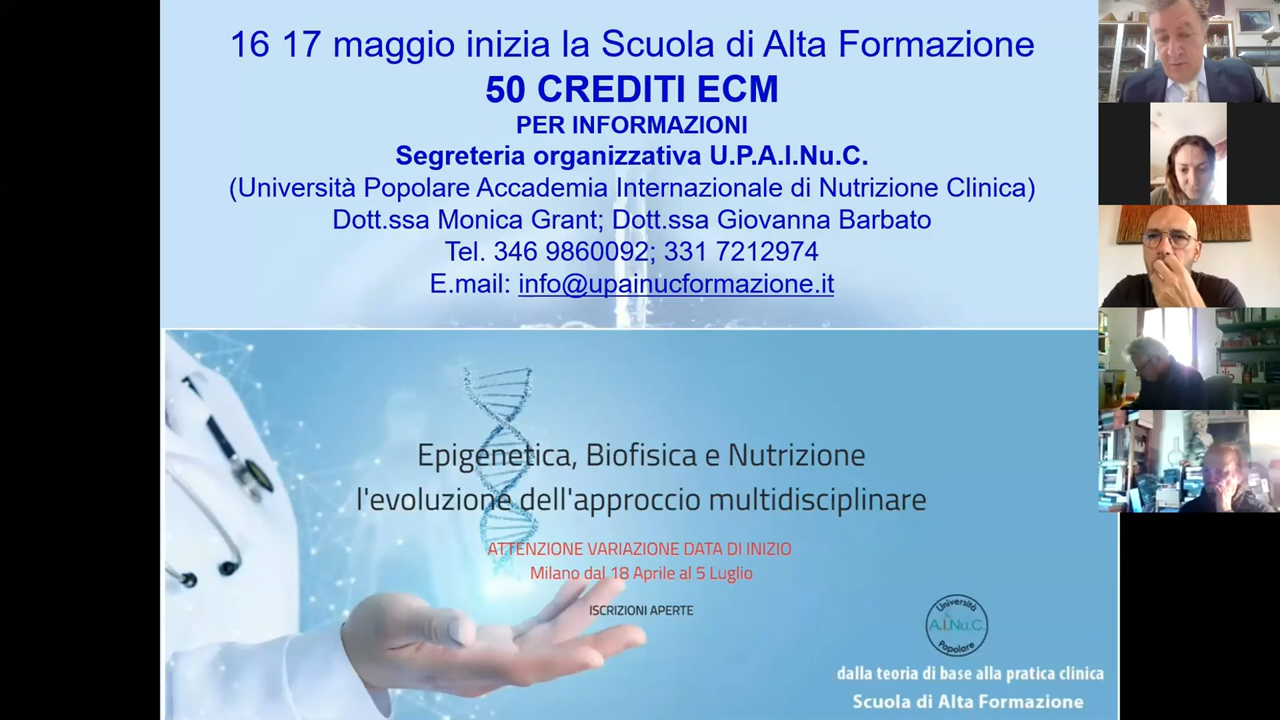 16 17 maggio inizia la Scuola di Alta Formazione
50 CREDITI ECM
PER INFORMAZIONI
Segreteria organizzativa U.P.A.I.Nu.C.
(Università Popolare Accademia Internazionale di Nutrizione Clinica)
Dott.ssa Monica Grant; Dott.ssa Giovanna Barbato
Tel. 346 9860092; 331 7212974
E.mail: info@upainucformazione.it
Epigenetica, Biofisica e Nutrizione
l'evoluzione dell'approccio multidisciplinare
ATTENZIONE VARIAZIONE DATA DI INIZIO
Milano dal 18 Aprile al 5 Luglio
ISCRIZIONI APERTE
Università
A.I.Nu.C.
Popolare
dalla teoria di base alla pratica clinica
Scuola di Alta Formazione